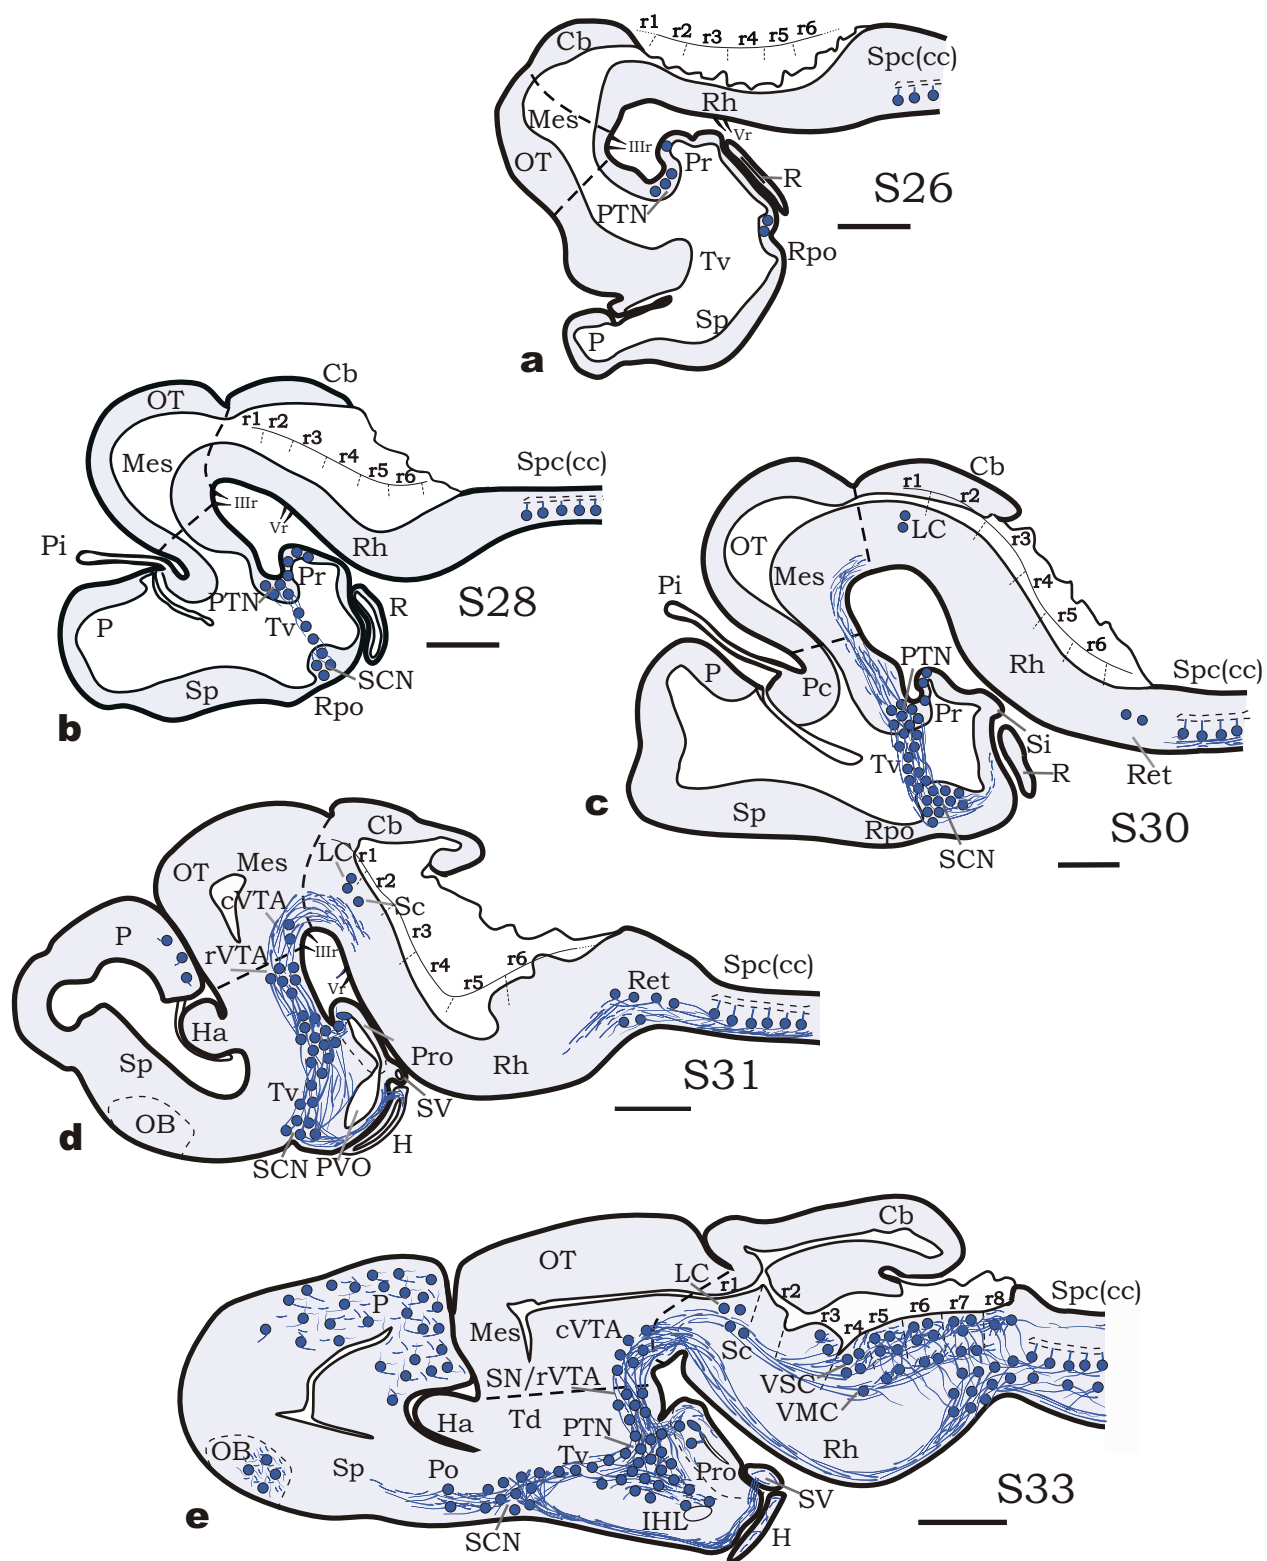 r1 r2 r3 r4 r5 r6
Cb
Spc(cc)
Rh
Mes
Vr
IIIr
OT
Pr
R
S26
PTN
Rpo
Tv
Sp
P
a
Cb
OT
r1 r2 r3 r4 r5 r6
Mes
Spc(cc)
IIIr
Vr
Pi
Rh
Pr
PTN
S28
R
P
Tv
SCN
Sp
Rpo
b
Cb
r1 r2 r3 r4 r5 r6
LC
OT
Mes
Pi
PTN
Rh
Spc(cc)
P
Pc
Pr
Si
Tv
R
Ret
Sp
Rpo
c
SCN
S30
Cb
LC r1 r2 r3 r4 r5 r6
OT
Mes
cVTA
Sc
P
rVTA
IIIr
Spc(cc)
Ret
Vr
Ha
Pro
Sp
Rh
S31
Tv
SV
OB
d
H
SCN
PVO
Cb
OT
LC
r1 r2 r3 r4 r5 r6 r7 r8
Spc(cc)
P
Mes
cVTA
Sc
SN/rVTA
VSC
VMC
Ha
Td
PTN
OB
Sp
Po
Tv
Rh
Pro
SV
S33
IHL
e
SCN
H